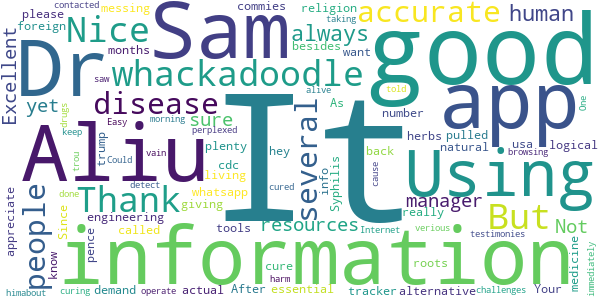 messing commies religion contacted taking
foreign please Nice Sam accurate human good
Excellent months always besides want
Dr whackadoodle alive As told One
yet disease sure several number pulled app
herbs usa logical drugs saw morning Easy
trump plenty hey back natural browsing
keep Could vain perplexed cdc
Aliu It Using
trou living info Syphilis cause roots
people done detect whatsapp cured really
Thank giving manager
Since engineering tools resources But Not
appreciate pence called Internet verious testimonies medicine
know information
himabout curing demand operate After actual essential cure harm tracker alternative challenges Your immediately